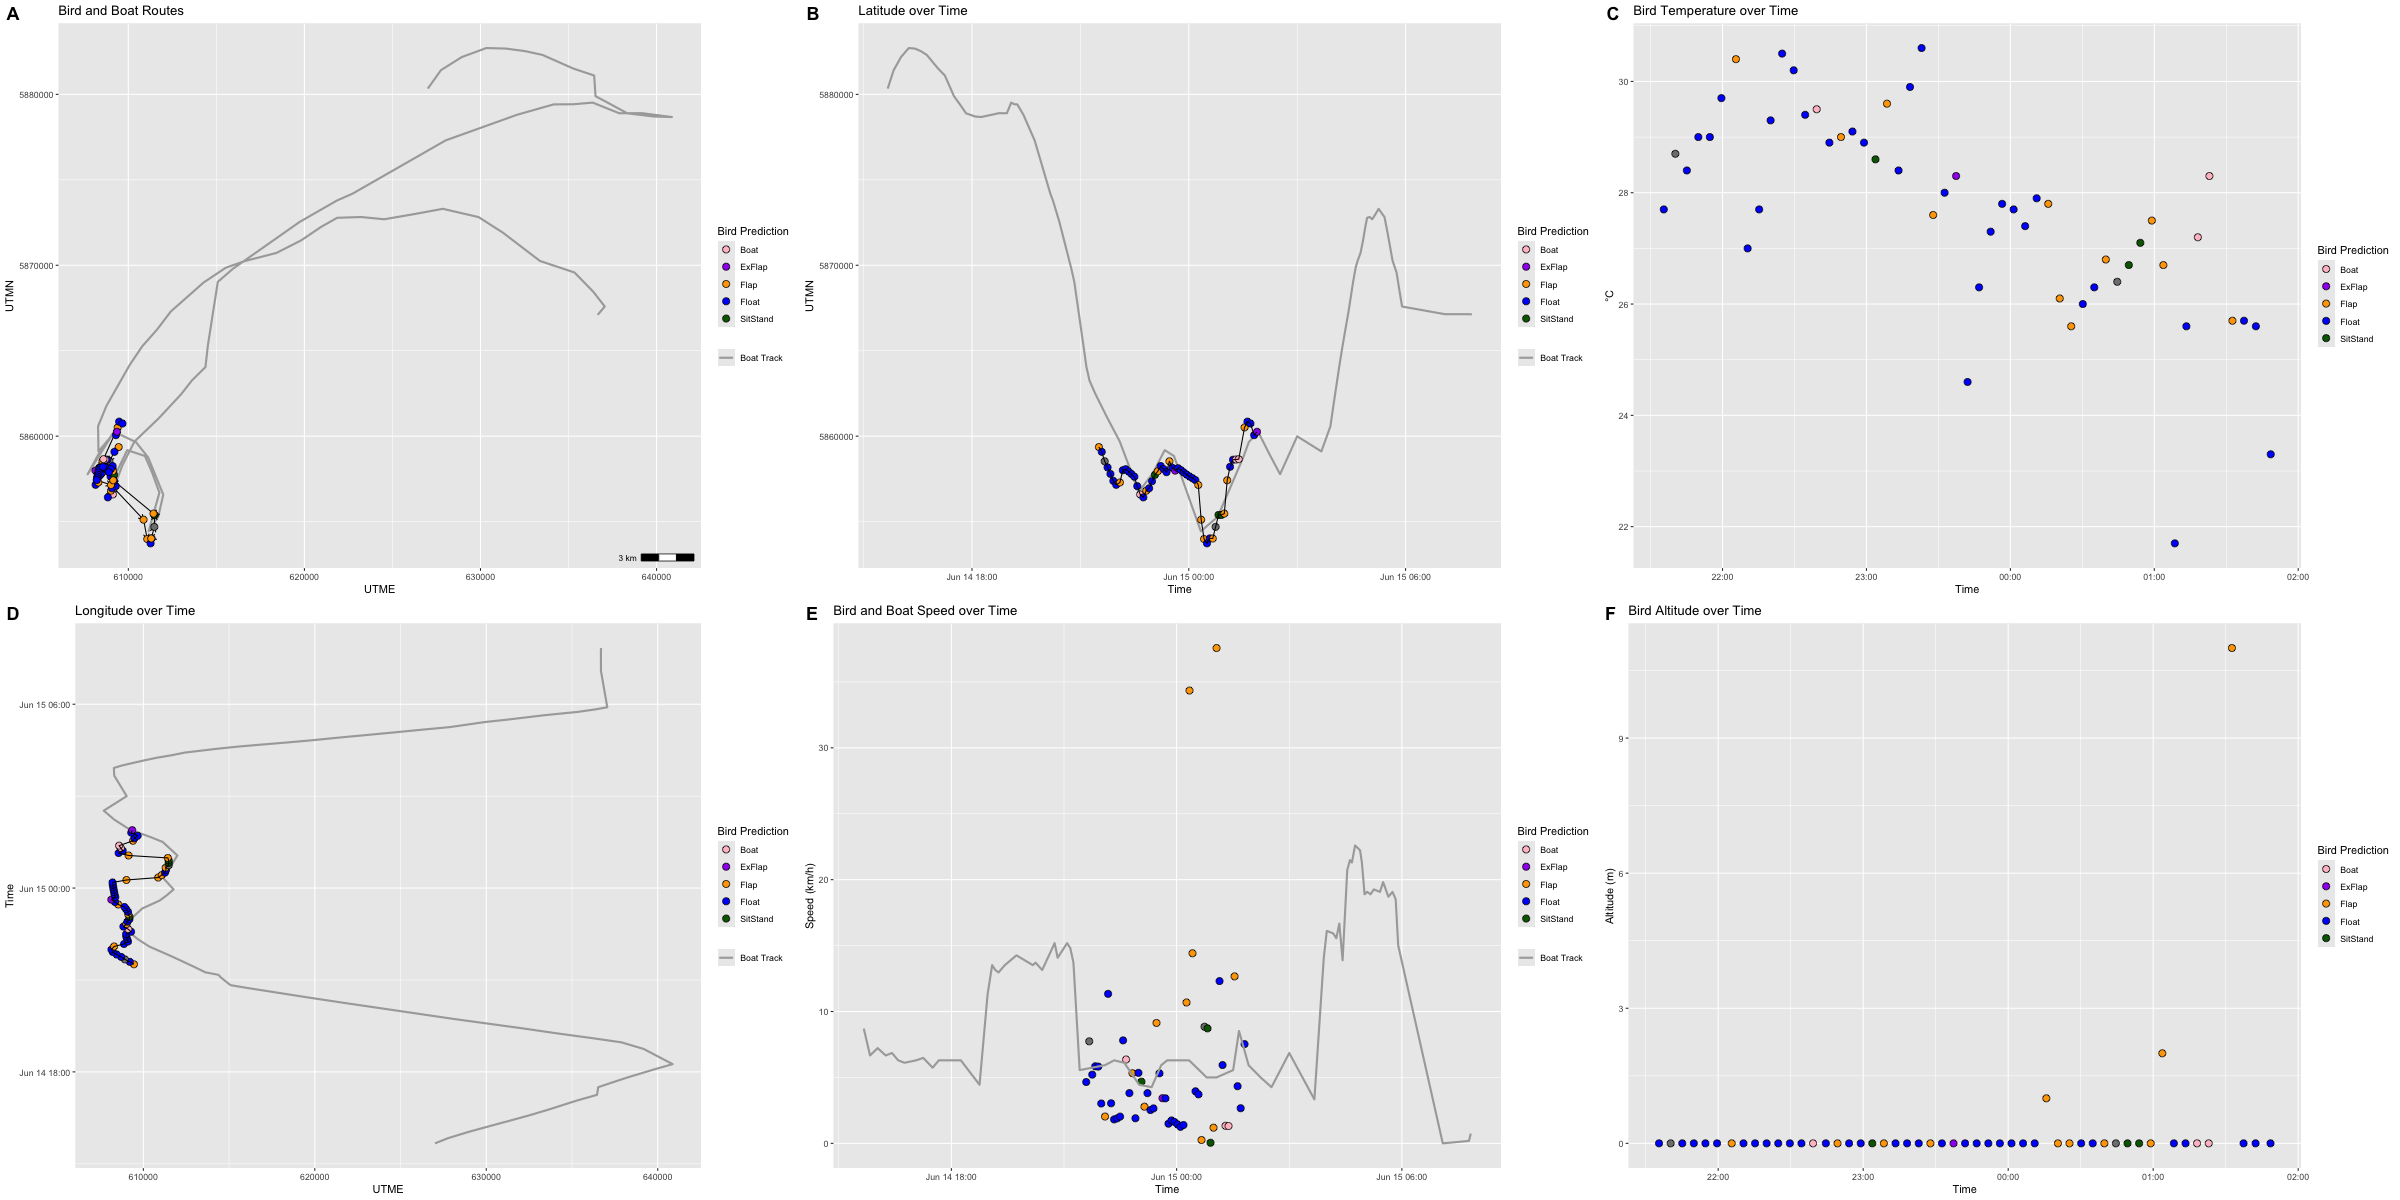 A Bird and Boat Routes
5880000
5870000
5860000
UTMN
610000 620000 630000 640000
UTME
3 km
Bird Prediction
Boat
ExFlap
Flap
Float
SitStand
Boat Track
B Latitude over Time
5880000
5870000
5860000
UTMN
Jun 14 18:00 Jun 15 00:00 Jun 15 06:00
Time
Bird Prediction
Boat
ExFlap
Flap
Float
SitStand
Boat Track
C Bird Temperature over Time
30
28
26
24
22
°C
22:00 23:00 00:00 01:00 02:00
Time
Bird Prediction
Boat
ExFlap
Flap
Float
SitStand
D Longitude over Time
Jun 15 06:00
Jun 15 00:00
Jun 14 18:00
Time
610000 620000 630000 640000
UTME
Bird Prediction
Boat
ExFlap
Flap
Float
SitStand
Boat Track
E Bird and Boat Speed over Time
30
20
10
0
Speed (km/h)
Jun 14 18:00 Jun 15 00:00 Jun 15 06:00
Time
Bird Prediction
Boat
ExFlap
Flap
Float
SitStand
Boat Track
F Bird Altitude over Time
9
6
3
0
Altitude (m)
22:00 23:00 00:00 01:00 02:00
Time
Bird Prediction
Boat
ExFlap
Flap
Float
SitStand